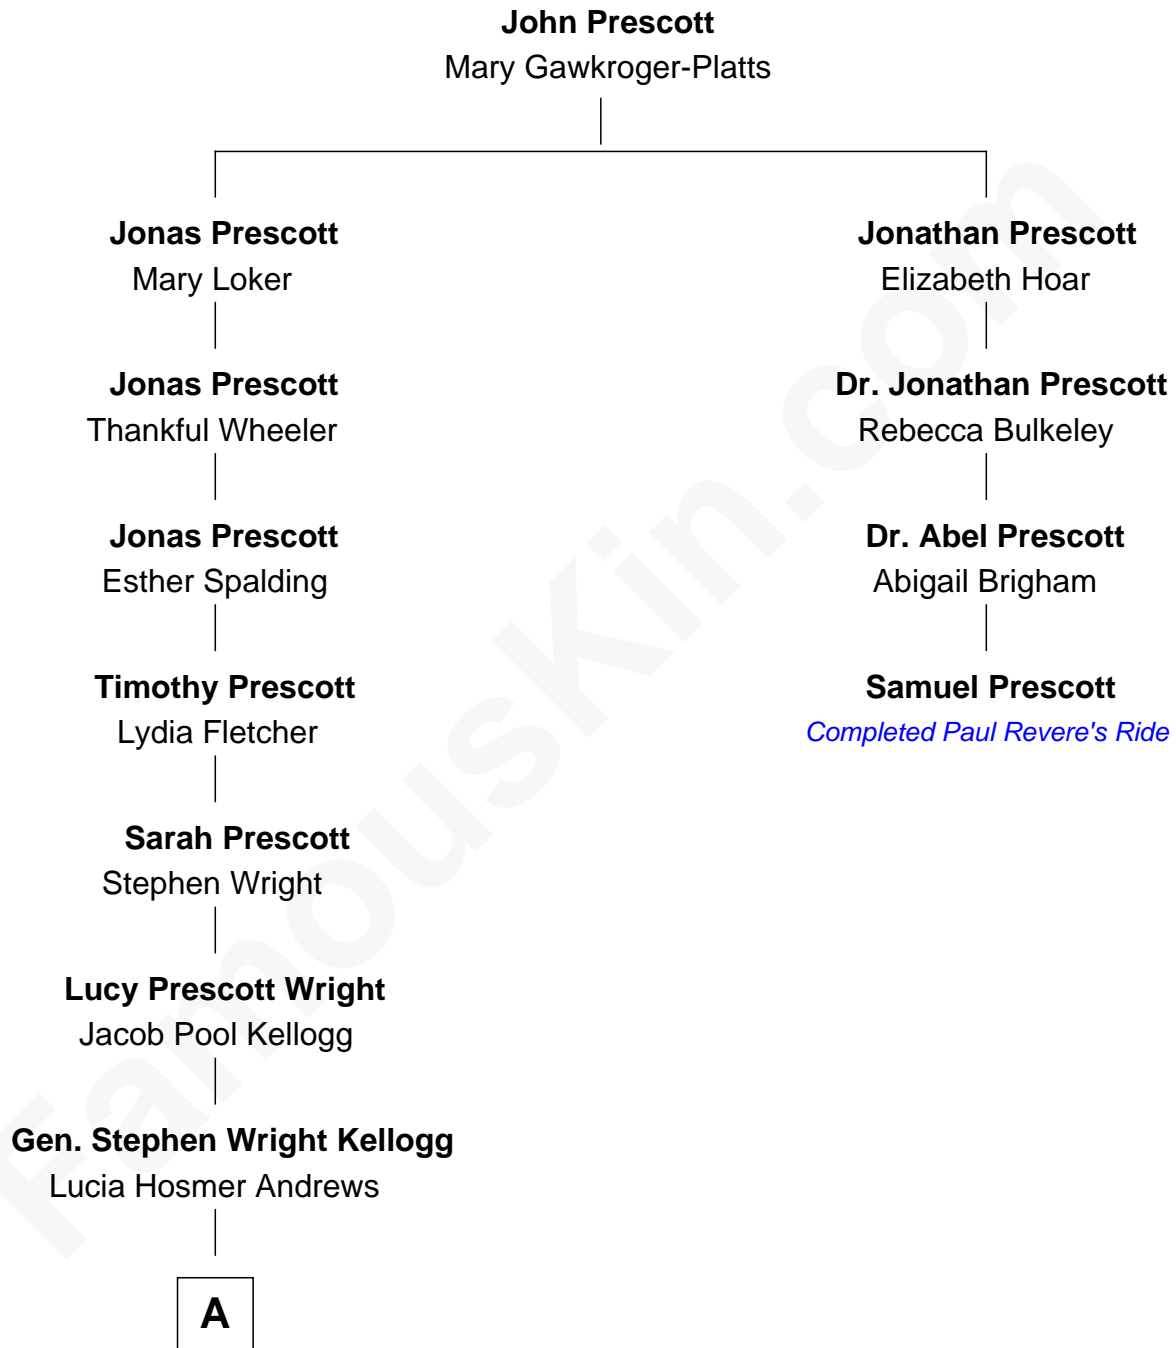 John Prescott
Mary Gawkroger-Platts
Jonas Prescott
Mary Loker
Jonas Prescott
Thankful Wheeler
Jonas Prescott
Esther Spalding
Timothy Prescott
Lydia Fletcher
Sarah Prescott
Stephen Wright
Lucy Prescott Wright
Jacob Pool Kellogg
Gen. Stephen Wright Kellogg
Lucia Hosmer Andrews
A
Jonathan Prescott
Elizabeth Hoar
Dr. Jonathan Prescott
Rebecca Bulkeley
Dr. Abel Prescott
Abigail Brigham
Samuel Prescott
Completed Paul Revere's Ride
FamousKin.com